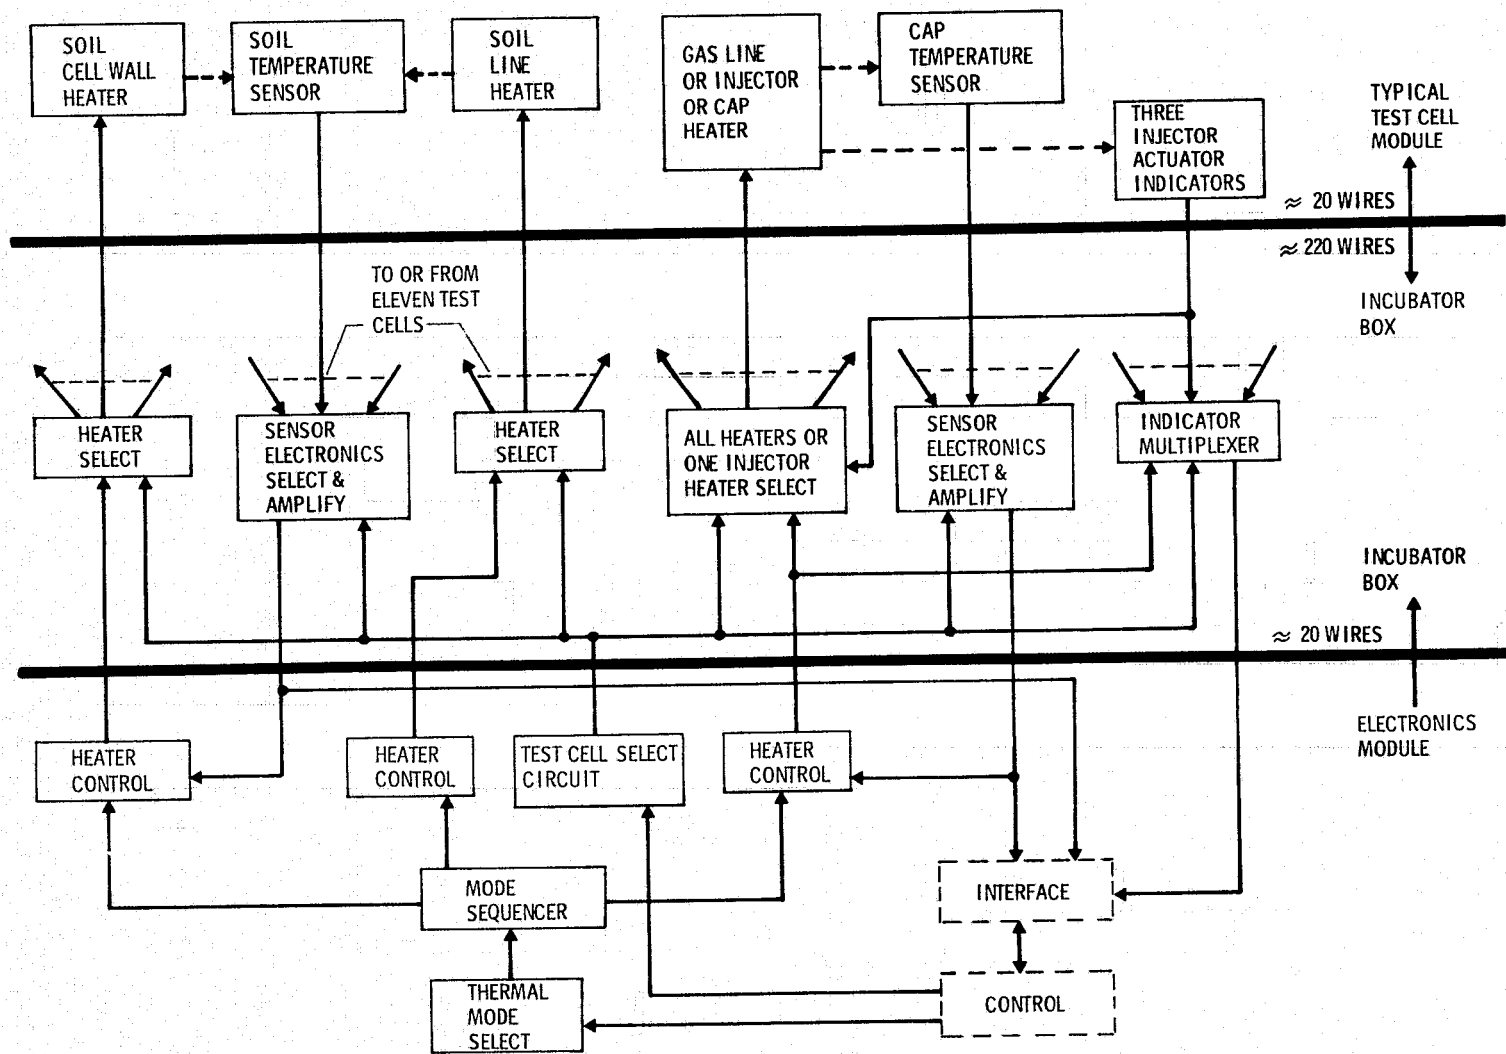 SOIL
CELL WALL
HEATER
SOIL
TEMPERATURE
SENSOR
SOIL
LINE
HEATER
GAS LINE
OR INJECTOR
OR CAP
HEATER
CAP
TEMPERATURE
SENSOR
THREE
INJECTOR
ACTUATOR
INDICATORS
TYPICAL
TEST CELL
MODULE
≈ 20 WIRES
≈ 220 WIRES
INCUBATOR
BOX
TO OR FROM
ELEVEN TEST
CELLS
HEATER
SELECT
SENSOR
ELECTRONICS
SELECT &
AMPLIFY
HEATER
SELECT
ALL HEATERS OR
ONE INJECTOR
HEATER SELECT
SENSOR
ELECTRONICS
SELECT &
AMPLIFY
INDICATOR
MULTIPLEXER
INCUBATOR
BOX
≈ 20 WIRES
ELECTRONICS
MODULE
HEATER
CONTROL
HEATER
CONTROL
TEST CELL SELECT
CIRCUIT
HEATER
CONTROL
MODE
SEQUENCER
INTERFACE
THERMAL
MODE
SELECT
CONTROL